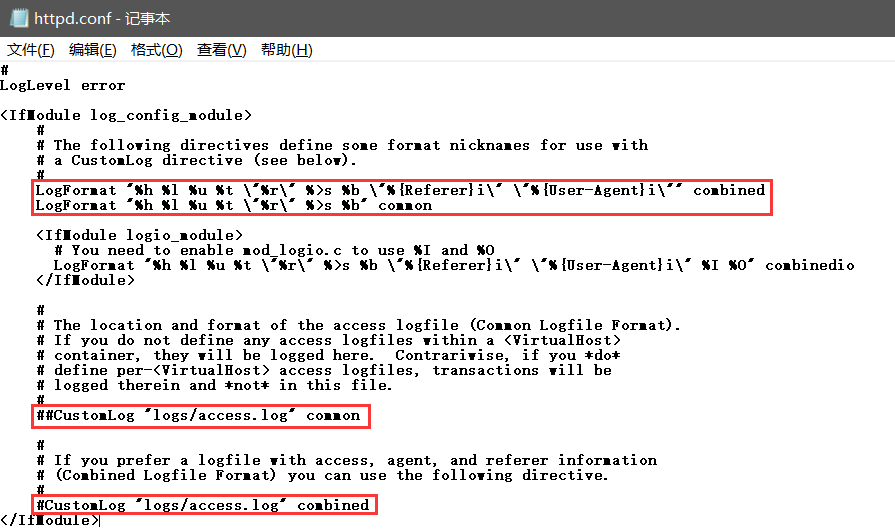 httpd.conf - 记事本
文件(F) 编辑(E) 格式(O) 查看(V) 帮助(H)
#
LogLevel error
<IfModule log_config_module>
#
# The following directives define some format nicknames for use with
# a CustomLog directive (see below).
#
LogFormat "%h %l %u %t \"%r\" %>s %b \"%{Referer}i\" \"%{User-Agent}i\"" combined
LogFormat "%h %l %u %t \"%r\" %>s %b" common
<IfModule logio_module>
# You need to enable mod_logio.c to use %I and %O
LogFormat "%h %l %u %t \"%r\" %>s %b \"%{Referer}i\" \"%{User-Agent}i\" %I %O" combinedio
</IfModule>
#
# The location and format of the access logfile (Common Logfile Format).
# If you do not define any access logfiles within a <VirtualHost>
# container, they will be logged here.  Contrariwise, if you *do*
# define per-<VirtualHost> access logfiles, transactions will be
# logged therein and *not* in this file.
#
##CustomLog "logs/access.log" common
#
# If you prefer a logfile with access, agent, and referer information
# (Combined Logfile Format) you can use the following directive.
#
#CustomLog "logs/access.log" combined
</IfModule>